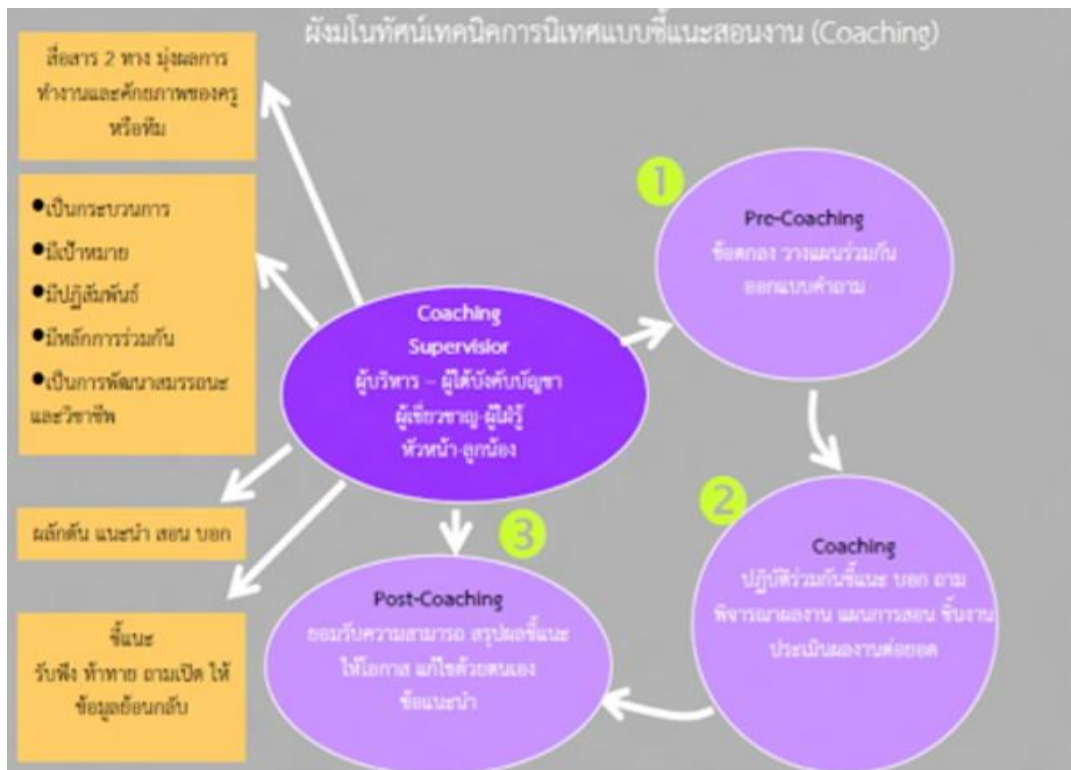 ผังมโนทัศน์เทคนิคการนิเทศแบบชี้แนะสอนงาน (Coaching)
สื่อสาร 2 ทาง มุ่งผลการ
ทำงานและศักยภาพของครู
หรือทีม
●เป็นกระบวนการ
●มีเป้าหมาย
●มีปฏิสัมพันธ์
●มีหลักการร่วมกัน
●เป็นการพัฒนาสมรรถนะ
และวิชาชีพ
ผลักดัน แนะนำ สอน บอก
ชี้แนะ
รับฟัง ท้าทาย ถามเปิด ให้
ข้อมูลย้อนกลับ
Coaching
Supervisior
ผู้บริหาร – ผู้ใต้บังคับบัญชา
ผู้เชี่ยวชาญ-ผู้ใฝ่รู้
หัวหน้า-ลูกน้อง
1
Pre-Coaching
ข้อตกลง วางแผนร่วมกัน
ออกแบบคำถาม
2
Coaching
ปฏิบัติร่วมกันชี้แนะ บอก ถาม
พิจารณาผลงาน แผนการสอน ชิ้นงาน
ประเมินผลงานต่อยอด
3
Post-Coaching
ยอมรับความสามารถ สรุปผลชี้แนะ
ให้โอกาส แก้ไขด้วยตนเอง
ข้อแนะนำ